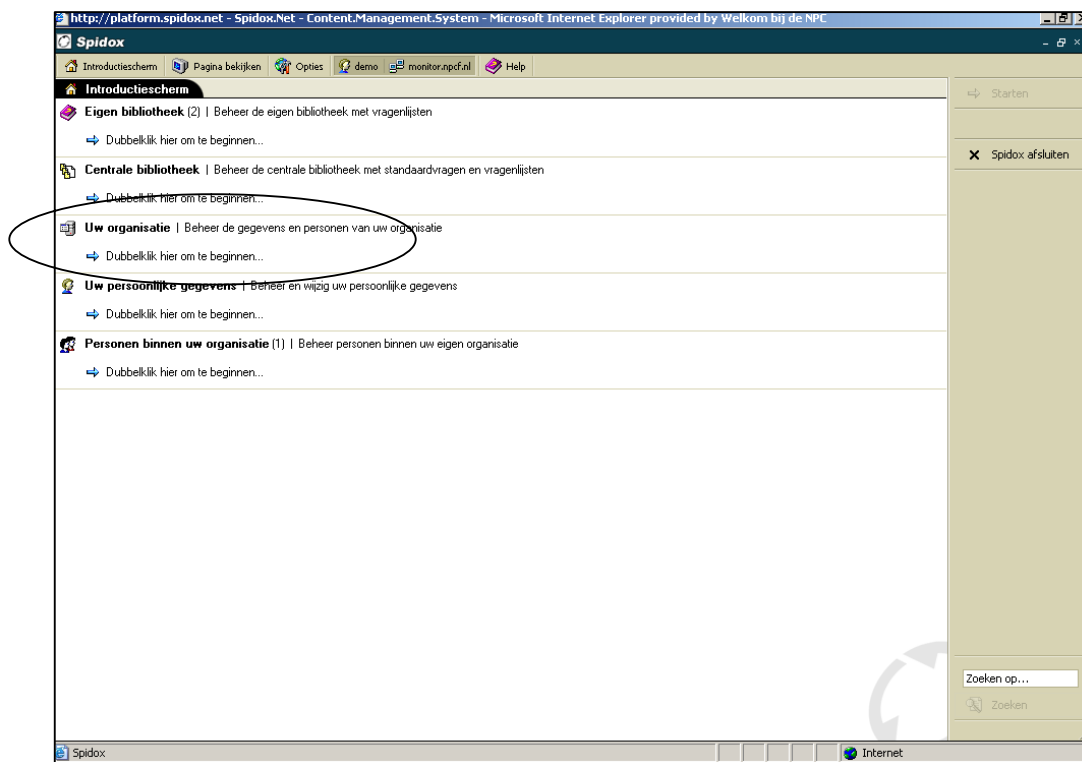 http://platform.spidox.net - Spidox.Net - Content.Management.System - Microsoft Internet Explorer provided by Welkom bij de NPC
Spidox
Introductiescherm Pagina bekijken Opties demo monitor.npcf.nl Help
Introductiescherm
Starten
Eigen bibliotheek (2) | Beheer de eigen bibliotheek met vragenlijsten
Dubbelklik hier om te beginnen...
Spidox afsluiten
Centrale bibliotheek | Beheer de centrale bibliotheek met standaardvragen en vragenlijsten
Dubbelklik hier om te beginnen...
Uw organisatie | Beheer de gegevens en personen van uw organisatie
Dubbelklik hier om te beginnen...
Uw persoonlijke gegevens | Beheer en wijzig uw persoonlijke gegevens
Dubbelklik hier om te beginnen...
Personen binnen uw organisatie (1) | Beheer personen binnen uw eigen organisatie
Dubbelklik hier om te beginnen...
Zoeken op...
Zoeken
Spidox Internet